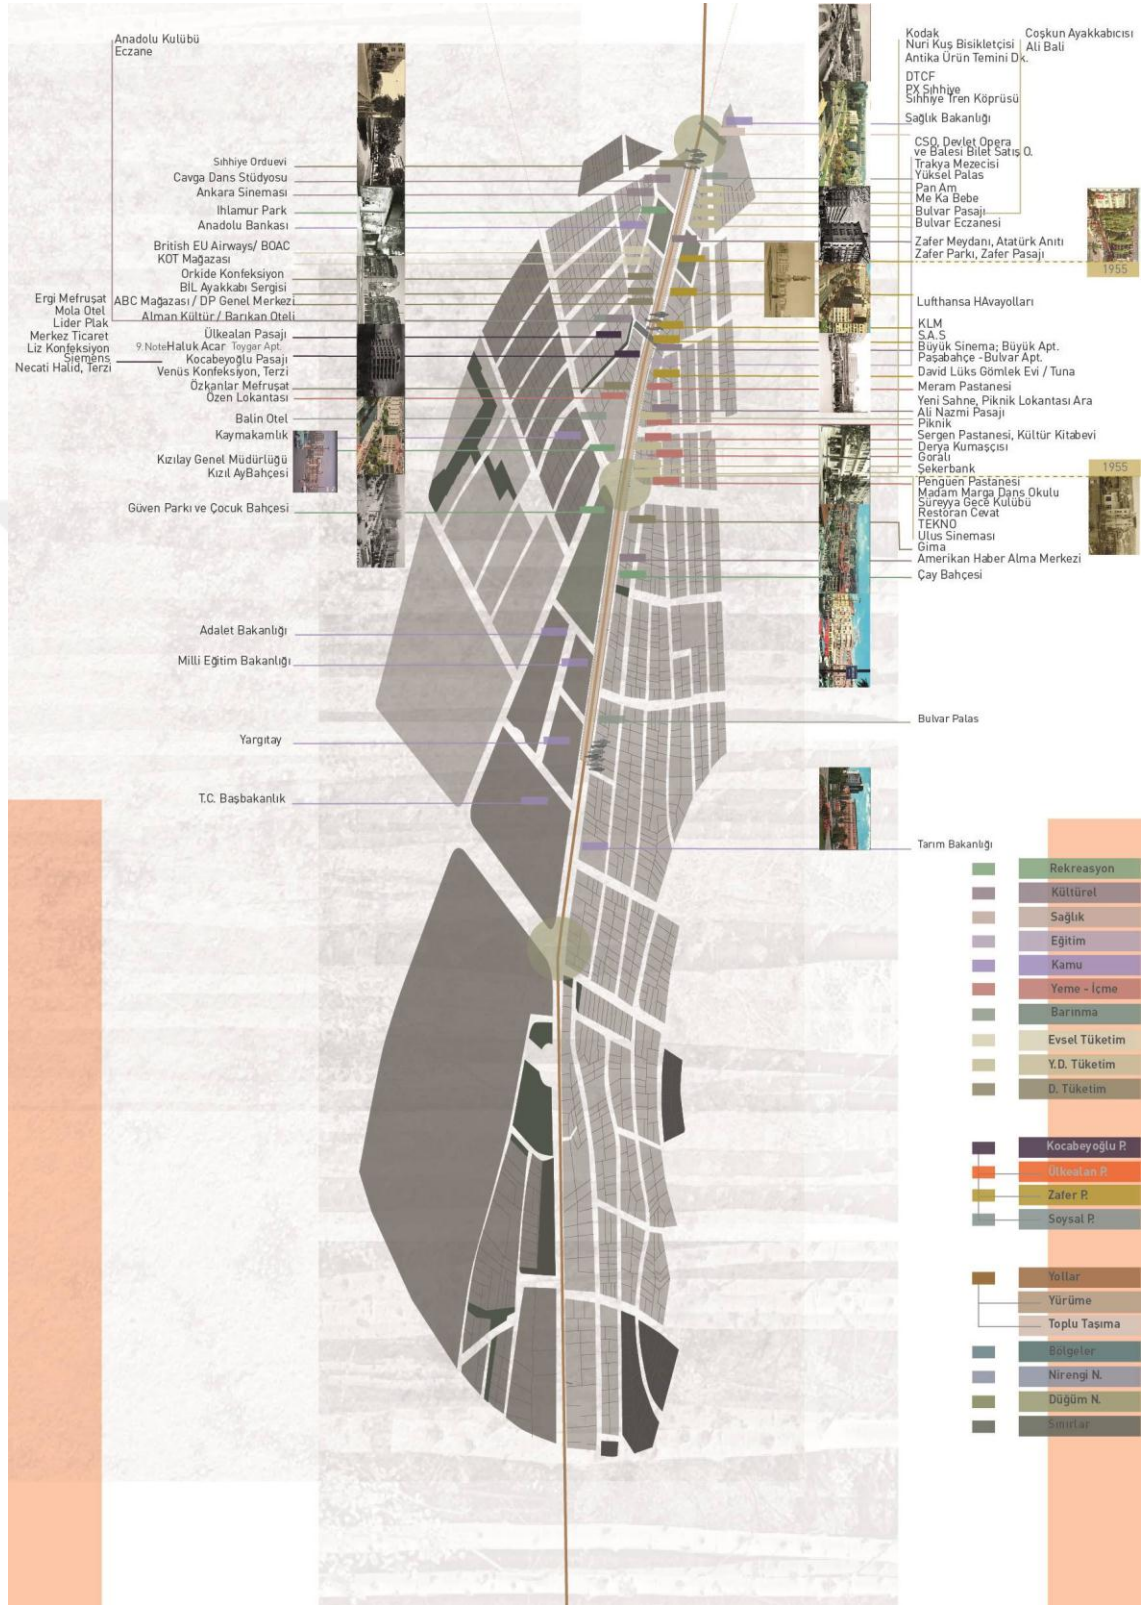 Anadolu Kulübü
Eczane
Sıhhiye Orduevi
Cavga Dans Stüdyosu
Ankara Sineması
Ihlamur Park
Anadolu Bankası
British EU Airways/ BOAC
KOT Mağazası
Orkide Konfeksiyon
BİL Ayakkabı Sergisi
ABC Mağazası / DP Genel Merkezi
Alman Kültür / Barıkan Oteli
Ergi Mefruşat
Mola Otel
Lider Plak
Merkez Ticaret
Liz Konfeksiyon
Siemens
Necati Halid, Terzi
Ülkealan Pasajı
9.Note Haluk Acar Toygar Apt.
Kocabeyoğlu Pasajı
Venüs Konfeksiyon, Terzi
Özkanlar Mefruşat
Özen Lokantası
Balin Otel
Kaymakamlık
Kızılay Genel Müdürlüğü
Kızıl AyBahçesi
Güven Parkı ve Çocuk Bahçesi
Adalet Bakanlığı
Milli Eğitim Bakanlığı
Yargıtay
T.C. Başbakanlık
Kodak
Nuri Kuş Bisikletçisi
Antika Ürün Temini Dk.
Coşkun Ayakkabıcısı
Ali Bali
DTCF
PX Sıhhiye
Sıhhiye Tren Köprüsü
Sağlık Bakanlığı
CSO, Devlet Opera
ve Balesi Bilet Satış O.
Trakya Mezecisi
Yüksel Palas
Pan Am
Me Ka Bebe
Bulvar Pasajı
Bulvar Eczanesi
Zafer Meydanı, Atatürk Anıtı
Zafer Parkı, Zafer Pasajı
1955
Lufthansa HAvayolları
KLM
S.A.S
Büyük Sinema; Büyük Apt.
Paşabahçe -Bulvar Apt.
David Lüks Gömlek Evi / Tuna
Meram Pastanesi
Yeni Sahne, Piknik Lokantası Ara
Ali Nazmi Pasajı
Piknik
Sergen Pastanesi, Kültür Kitabevi
Derya Kumaşçısı
Goralı
Şekerbank
1955
Penguen Pastanesi
Madam Marga Dans Okulu
Süreyya Gece Kulübü
Restoran Cevat
TEKNO
Ulus Sineması
Gima
Amerikan Haber Alma Merkezi
Çay Bahçesi
Bulvar Palas
Tarım Bakanlığı
Rekreasyon
Kültürel
Sağlık
Eğitim
Kamu
Yeme - İçme
Barınma
Evsel Tüketim
Y.D. Tüketim
D. Tüketim
Kocabeyoğlu P.
Ülkealan P.
Zafer P.
Soysal P.
Yollar
Yürüme
Toplu Taşıma
Bölgeler
Nirengi N.
Düğüm N.
Sınırlar